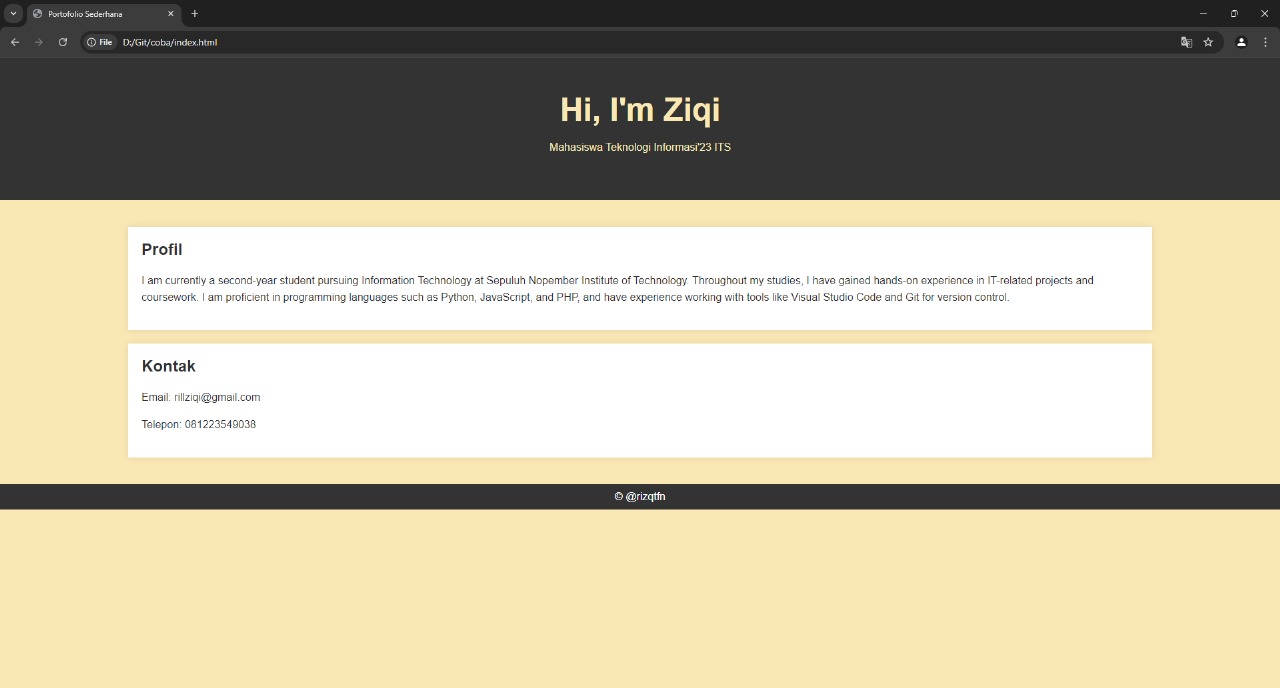 Portofolio Sederhana
File D:/Git/coba/index.html
Hi, I'm Ziqi
Mahasiswa Teknologi Informasi'23 ITS
Profil
I am currently a second-year student pursuing Information Technology at Sepuluh Nopember Institute of Technology. Throughout my studies, I have gained hands-on experience in IT-related projects and
coursework. I am proficient in programming languages such as Python, JavaScript, and PHP, and have experience working with tools like Visual Studio Code and Git for version control.
Kontak
Email: rillziqi@gmail.com
Telepon: 081223549038
© @rizqtfn